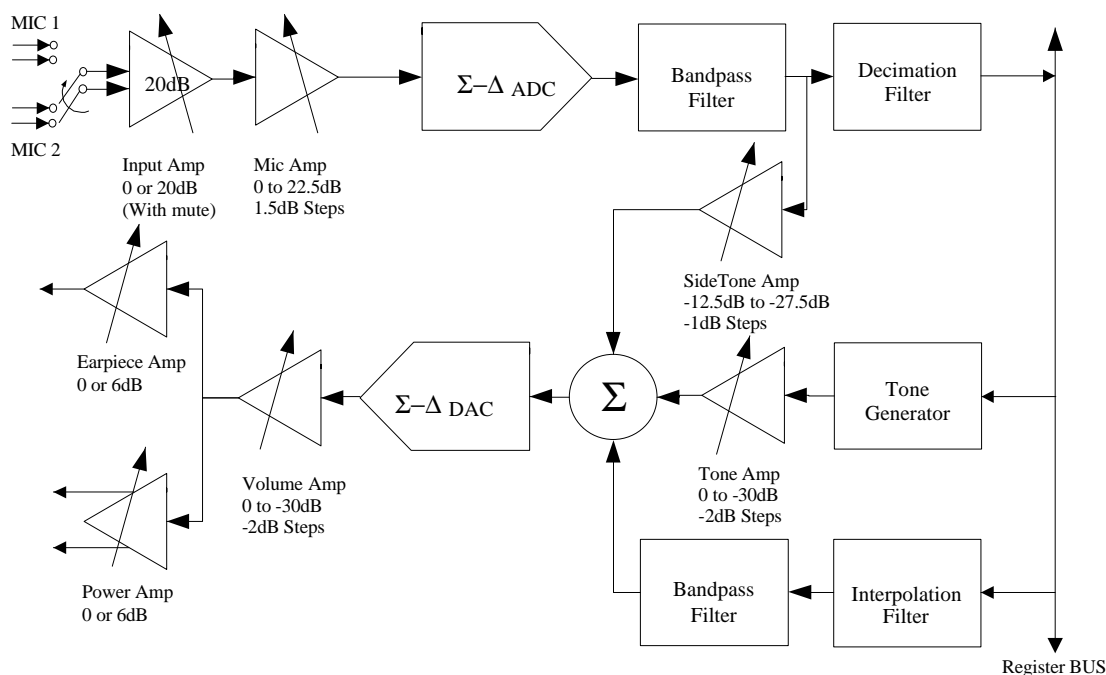 MIC 1
MIC 2
20dB
Input Amp
0 or 20dB
(With mute)
Mic Amp
0 to 22.5dB
1.5dB Steps
Σ−Δ ADC
Bandpass
Filter
Decimation
Filter
SideTone Amp
-12.5dB to -27.5dB
-1dB Steps
Earpiece Amp
0 or 6dB
Volume Amp
0 to -30dB
-2dB Steps
Σ−Δ DAC
Σ
Tone Amp
0 to -30dB
-2dB Steps
Tone
Generator
Power Amp
0 or 6dB
Bandpass
Filter
Interpolation
Filter
Register BUS